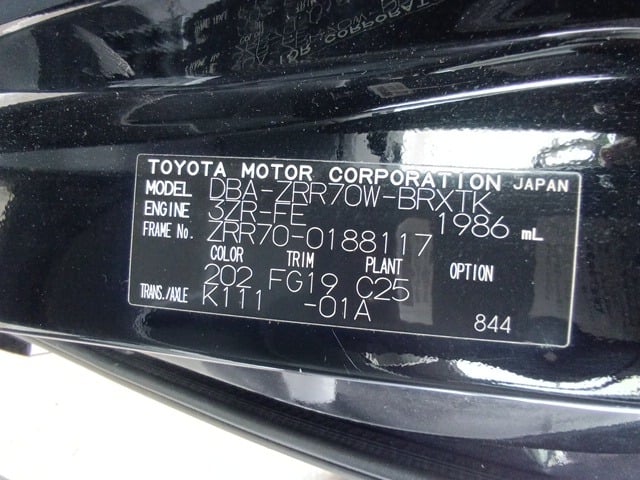 TOYOTA MOTOR CORPORATION JAPAN
MODEL DBA-ZRR70W-BRXTK
ENGINE 3ZR-FE 1986 mL
FRAME No. ZRR70-0188117
COLOR TRIM PLANT OPTION
202 FG19 C25
TRANS./AXLE K111 -01A
844